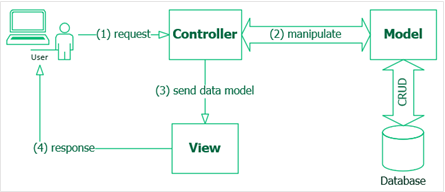 (1) request
Controller
(2) manipulate
Model
User
(3) send data model
CRUD
(4) response
View
Database